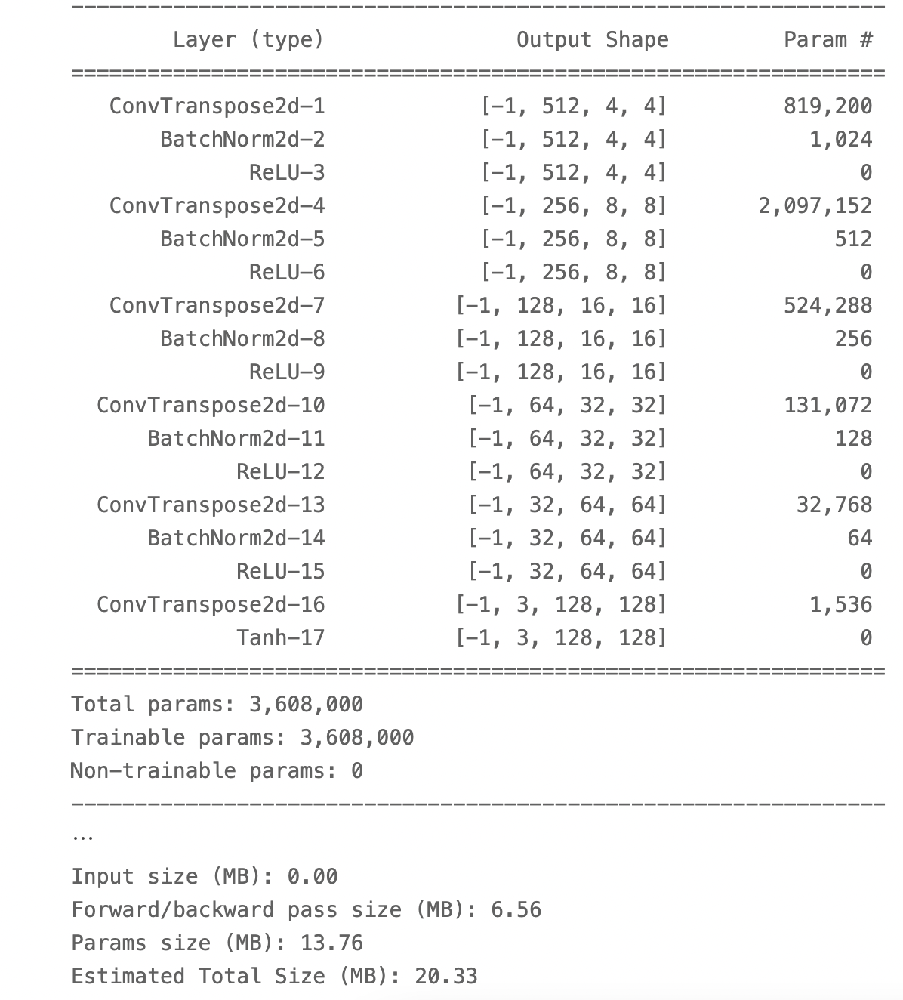 ----------------------------------------------------------------
Layer (type) Output Shape Param #
================================================================
ConvTranspose2d-1 [-1, 512, 4, 4] 819,200
BatchNorm2d-2 [-1, 512, 4, 4] 1,024
ReLU-3 [-1, 512, 4, 4] 0
ConvTranspose2d-4 [-1, 256, 8, 8] 2,097,152
BatchNorm2d-5 [-1, 256, 8, 8] 512
ReLU-6 [-1, 256, 8, 8] 0
ConvTranspose2d-7 [-1, 128, 16, 16] 524,288
BatchNorm2d-8 [-1, 128, 16, 16] 256
ReLU-9 [-1, 128, 16, 16] 0
ConvTranspose2d-10 [-1, 64, 32, 32] 131,072
BatchNorm2d-11 [-1, 64, 32, 32] 128
ReLU-12 [-1, 64, 32, 32] 0
ConvTranspose2d-13 [-1, 32, 64, 64] 32,768
BatchNorm2d-14 [-1, 32, 64, 64] 64
ReLU-15 [-1, 32, 64, 64] 0
ConvTranspose2d-16 [-1, 3, 128, 128] 1,536
Tanh-17 [-1, 3, 128, 128] 0
================================================================
Total params: 3,608,000
Trainable params: 3,608,000
Non-trainable params: 0
----------------------------------------------------------------
...
Input size (MB): 0.00
Forward/backward pass size (MB): 6.56
Params size (MB): 13.76
Estimated Total Size (MB): 20.33